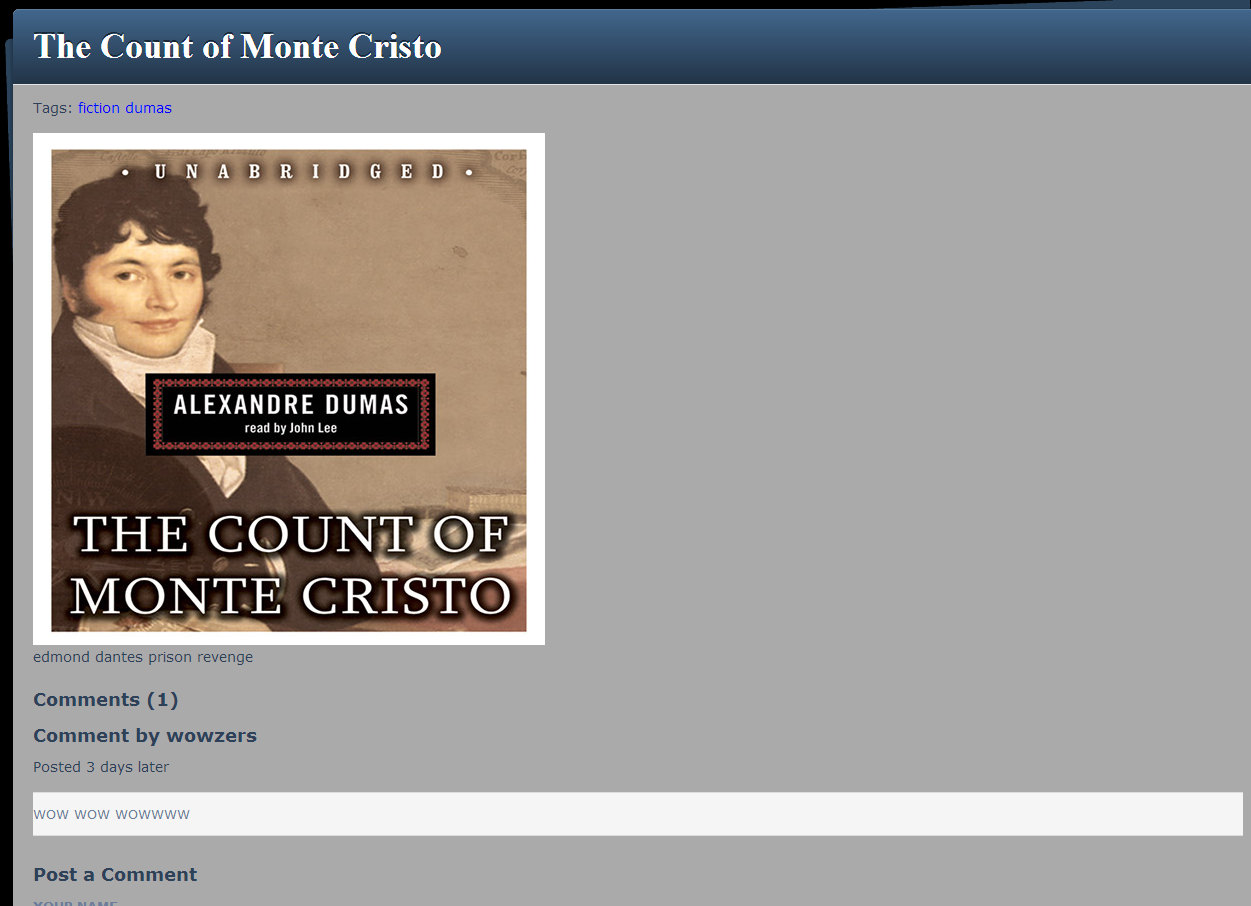 The Count of Monte Cristo
Tags: fiction dumas
• UNABRIDGED •
ALEXANDRE DUMAS
read by John Lee
THE COUNT OF
MONTE CRISTO
edmond dantes prison revenge
Comments (1)
Comment by wowzers
Posted 3 days later
wow wow wowwww
Post a Comment
YOUR NAME